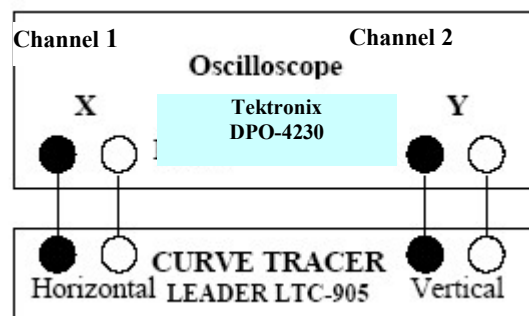 Channel 1
Channel 2
Oscilloscope
X
Tektronix
DPO-4230
Y
CURVE TRACER
Horizontal
LEADER LTC-905
Vertical